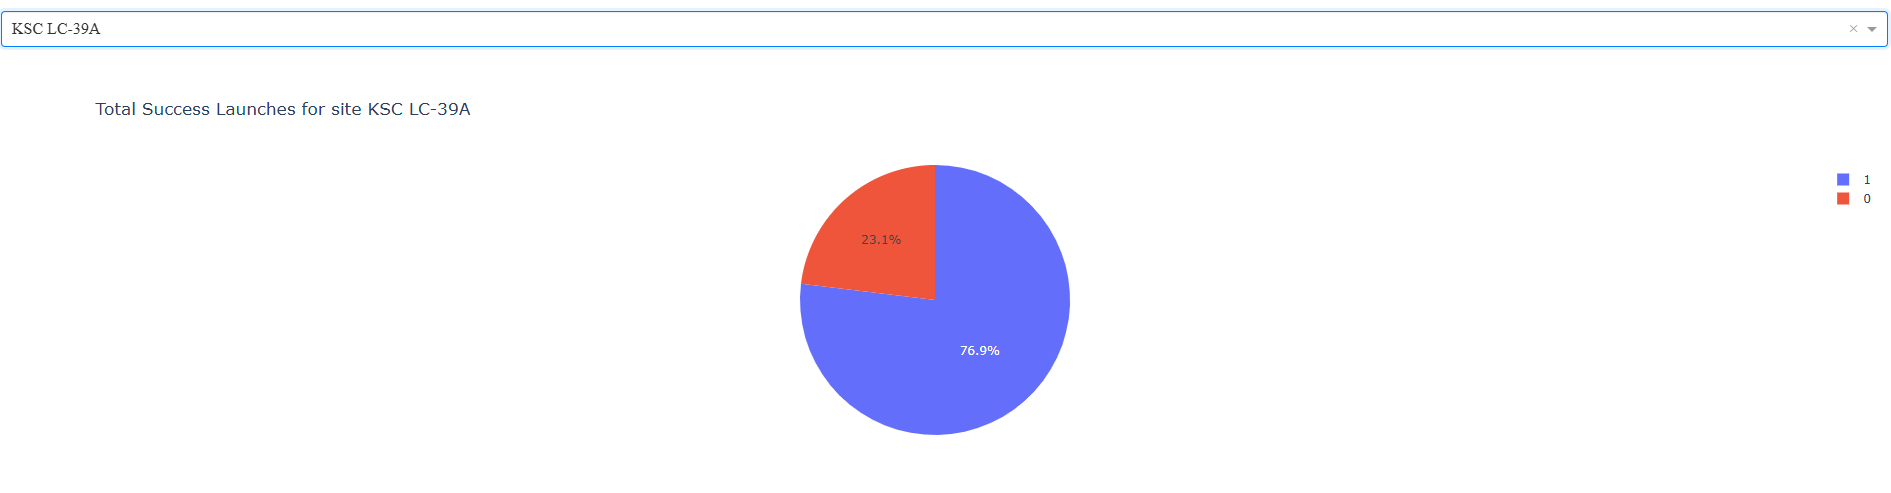 KSC LC-39A
×
Total Success Launches for site KSC LC-39A
1
0
23.1%
76.9%